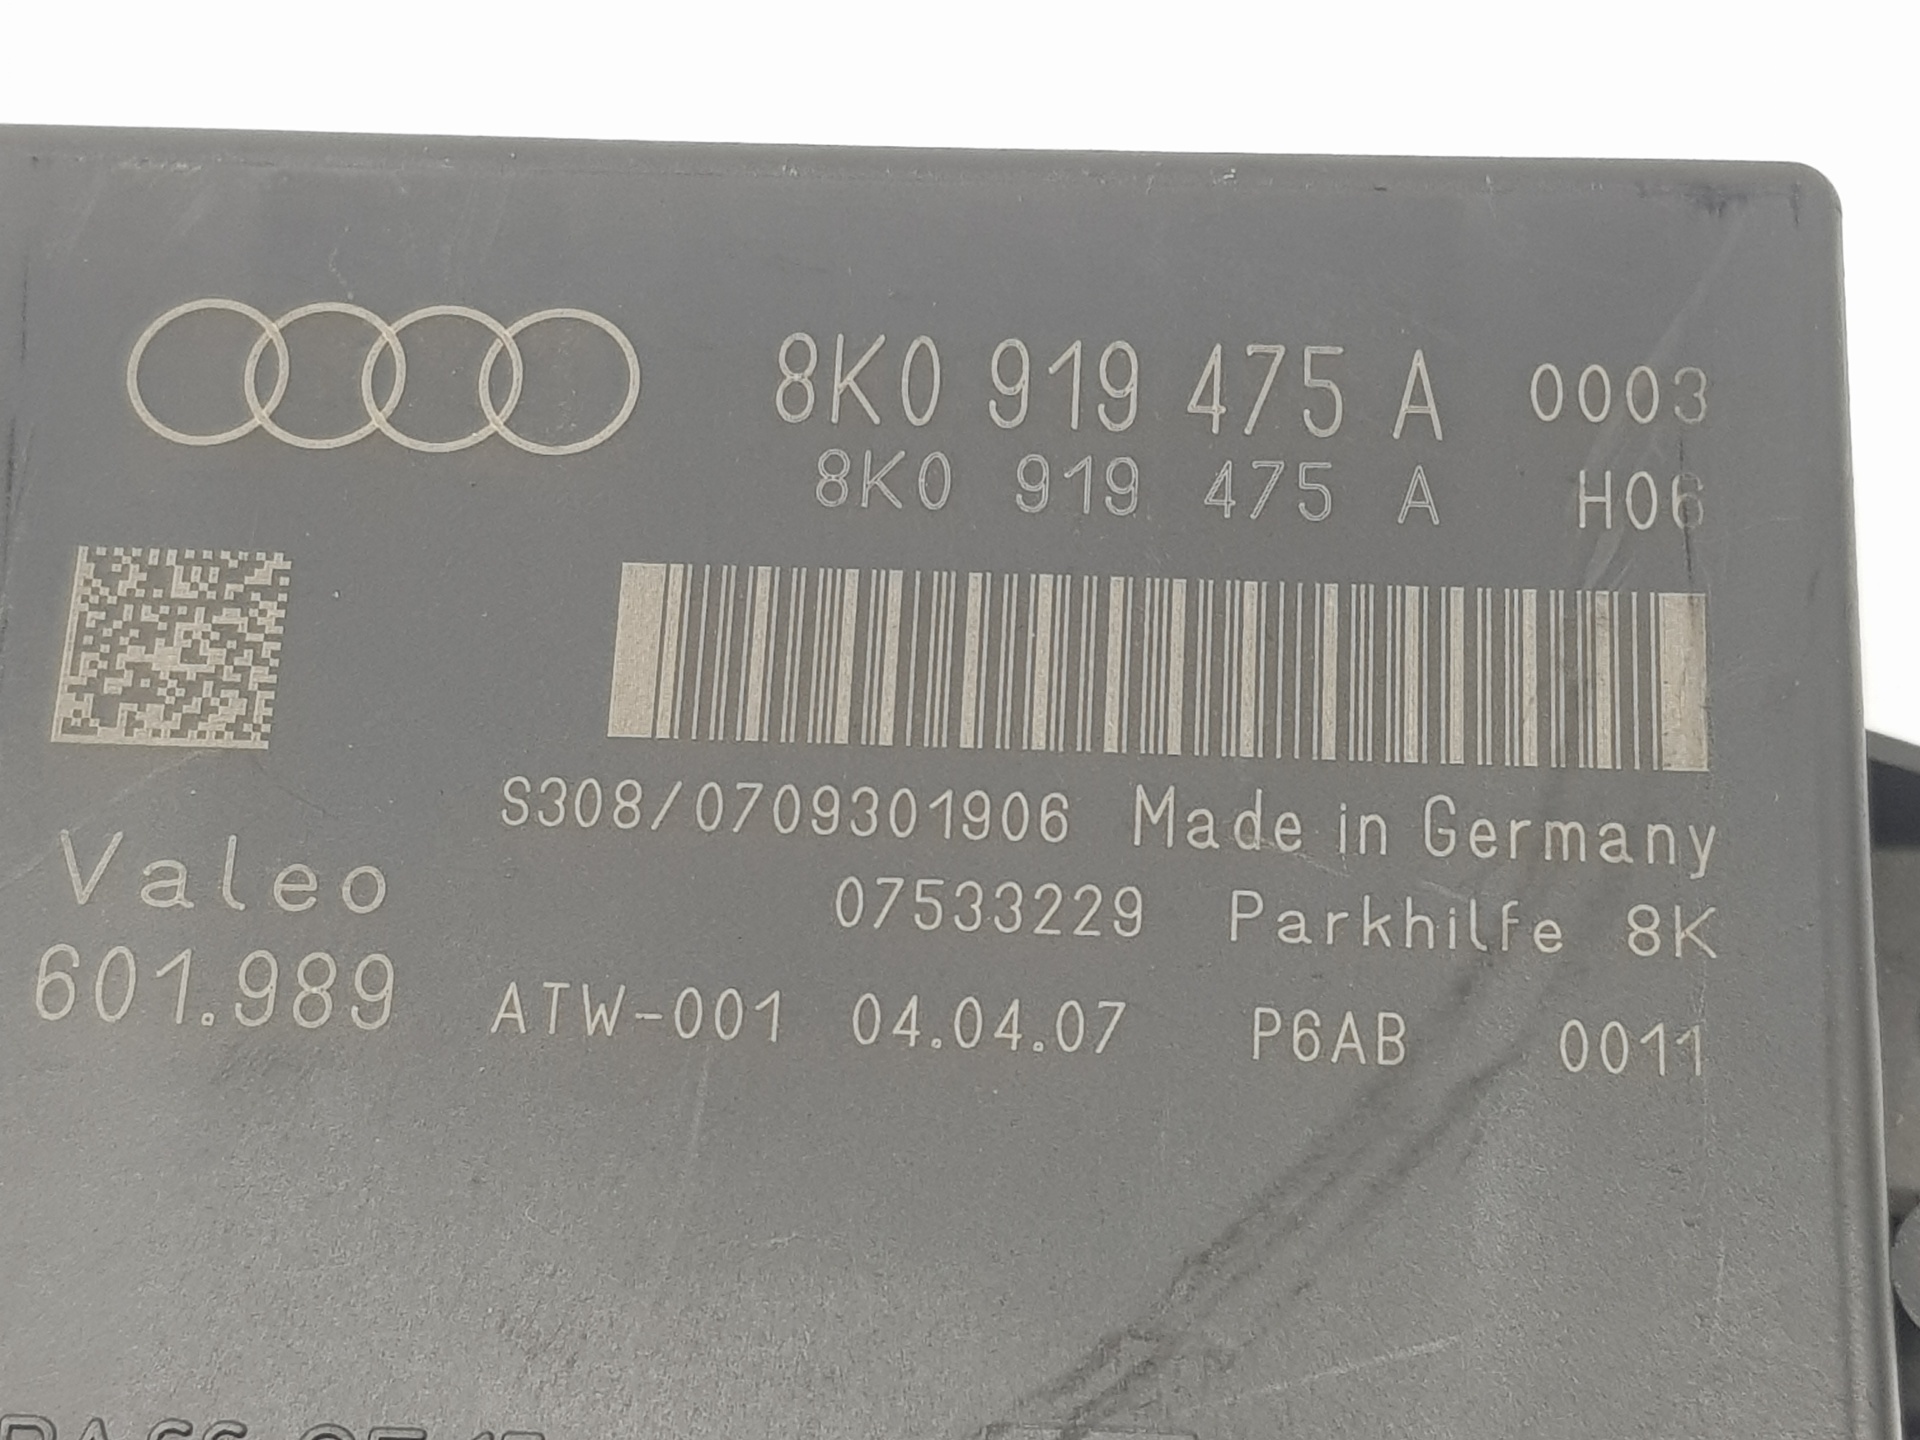 8K0 919 475 A 0003
8K0 919 475 A H06
S308/0709301906 Made in Germany
Valeo
07533229 Parkhilfe 8K
601.989
ATW-001 04.04.07 P6AB 0011